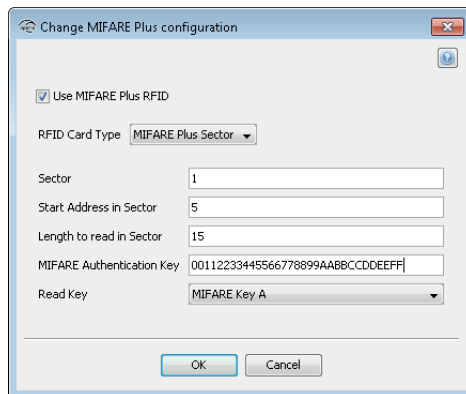 Change MIFARE Plus configuration
Use MIFARE Plus RFID
RFID Card Type MIFARE Plus Sector
Sector 1
Start Address in Sector 5
Length to read in Sector 15
MIFARE Authentication Key 00112233445566778899AABBCCDDEEFF
Read Key MIFARE Key A
OK Cancel